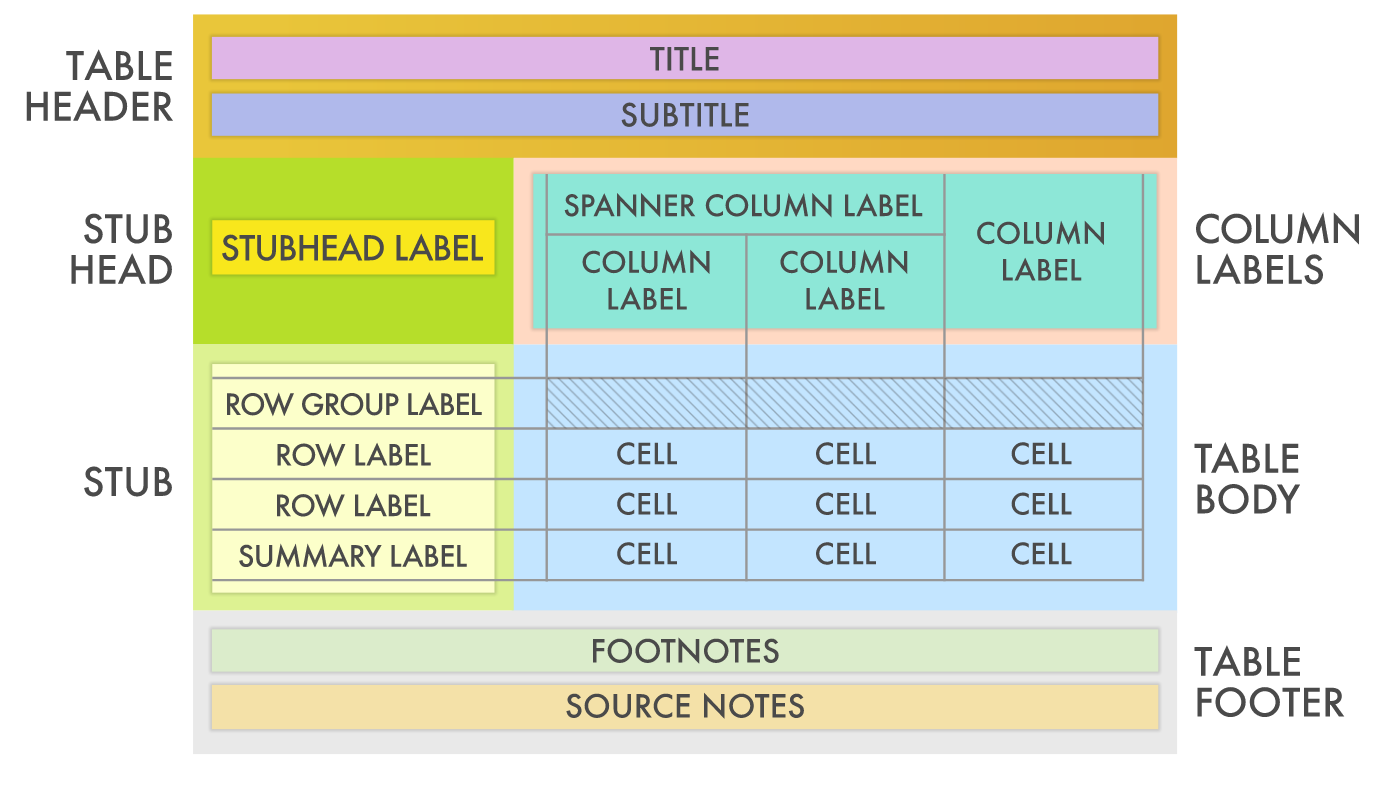 TABLE
HEADER
TITLE
SUBTITLE
STUB
HEAD
STUBHEAD LABEL
SPANNER COLUMN LABEL
COLUMN
LABEL
COLUMN
LABEL
COLUMN
LABEL
COLUMN
LABELS
STUB
ROW GROUP LABEL
ROW LABEL
CELL
CELL
CELL
ROW LABEL
CELL
CELL
CELL
SUMMARY LABEL
CELL
CELL
CELL
TABLE
BODY
FOOTNOTES
SOURCE NOTES
TABLE
FOOTER